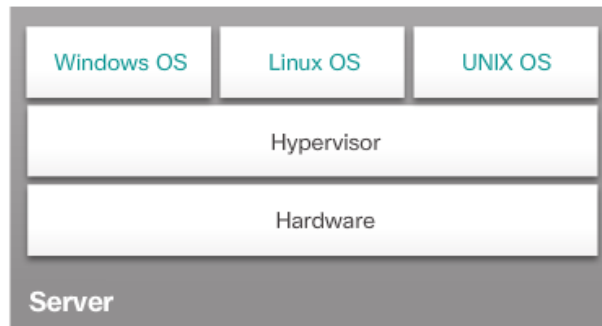 Windows OS Linux OS UNIX OS
Hypervisor
Hardware
Server